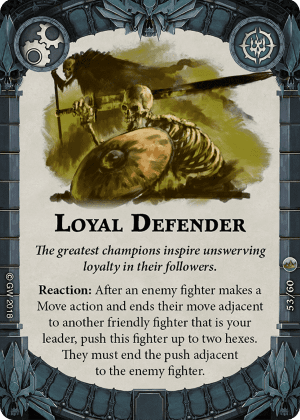 LOYAL DEFENDER
The greatest champions inspire unswerving
loyalty in their followers.
Reaction: After an enemy fighter makes a
Move action and ends their move adjacent
to another friendly fighter that is your
leader, push this fighter up to two hexes.
They must end the push adjacent
to the enemy fighter.
© GW 2018
53/60